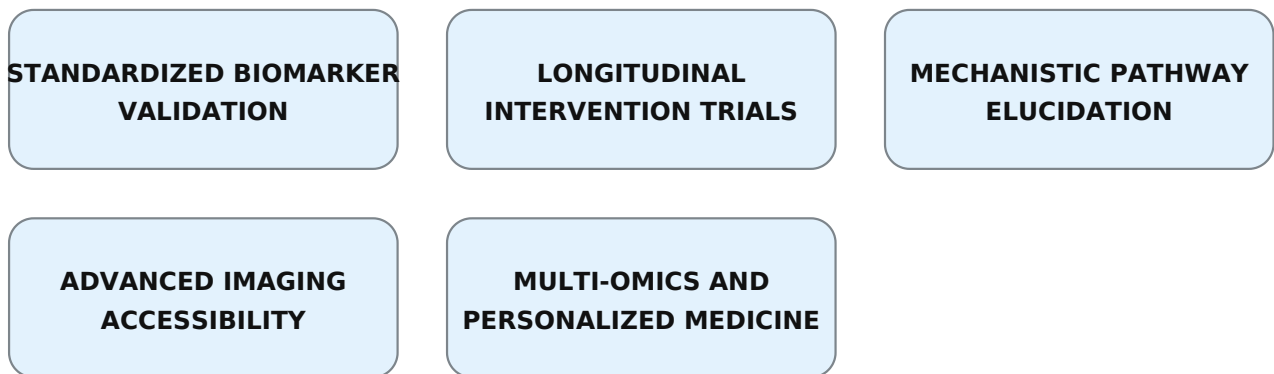 STANDARDIZED BIOMARKER
VALIDATION
LONGITUDINAL
INTERVENTION TRIALS
MECHANISTIC PATHWAY
ELUCIDATION
ADVANCED IMAGING
ACCESSIBILITY
MULTI-OMICS AND
PERSONALIZED MEDICINE